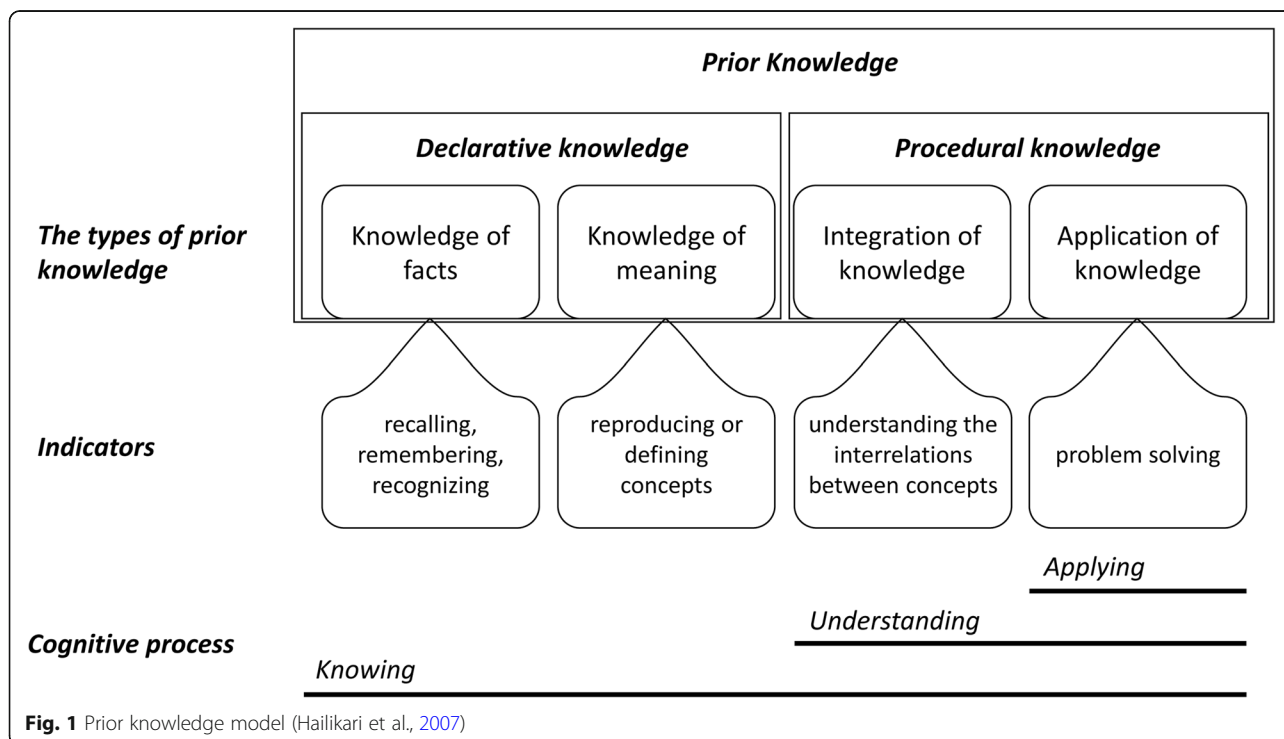 Prior Knowledge
Declarative knowledge
Procedural knowledge
The types of prior
knowledge
Knowledge of
facts
Knowledge of
meaning
Integration of
knowledge
Application of
knowledge
Indicators
recalling,
remembering,
recognizing
reproducing or
defining
concepts
understanding the
interrelations
between concepts
problem solving
Applying
Understanding
Cognitive process
Knowing
Fig. 1 Prior knowledge model (Hailikari et al., 2007)